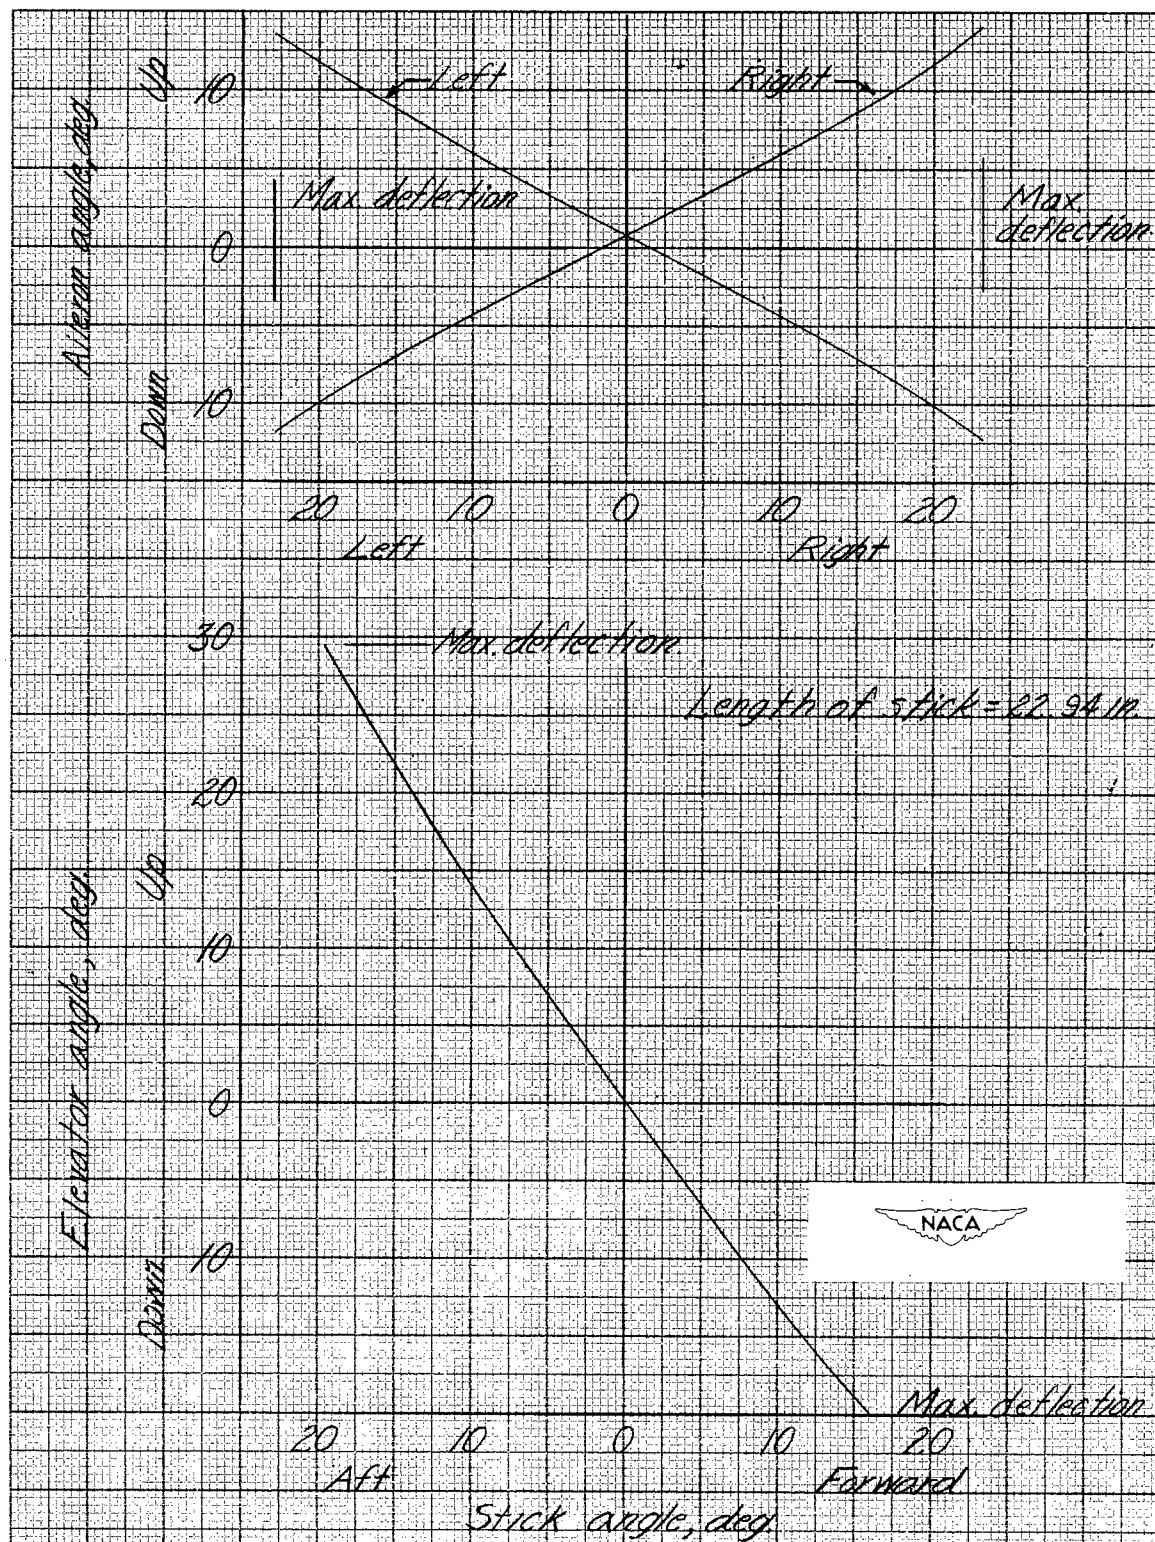 Aileron angle, deg.
Up
Down
10
0
10
Left
Right
Max. deflection
Max.
deflection
20 10 0 10 20
Left Right
Elevator angle, deg.
Up
Down
30
20
10
0
10
Max. deflection
Length of stick = 22.94 in.
NACA
Max. deflection
20 10 0 10 20
Aft Forward
Stick angle, deg.